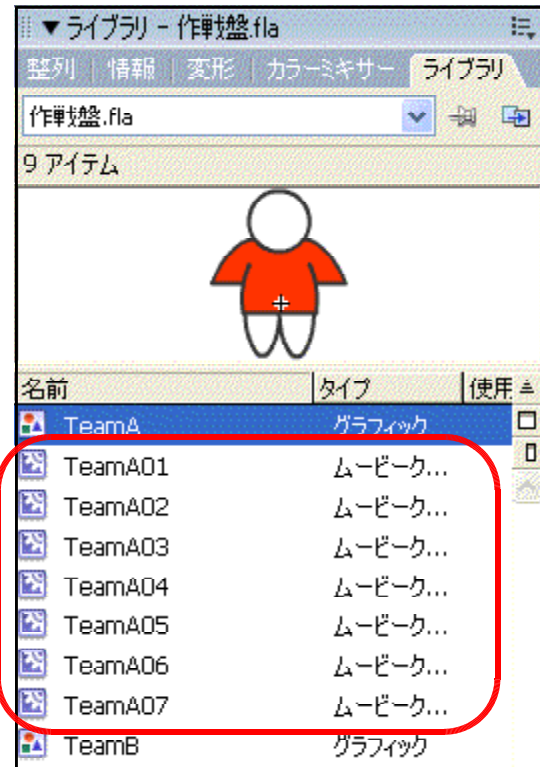 ▼ ライブラリ - 作戦盤.fla
整列 情報 変形 カラーミキサー ライブラリ
作戦盤.fla
9 アイテム
名前 タイプ 使用
TeamA グラフィック
TeamA01 ムービーク...
TeamA02 ムービーク...
TeamA03 ムービーク...
TeamA04 ムービーク...
TeamA05 ムービーク...
TeamA06 ムービーク...
TeamA07 ムービーク...
TeamB グラフィック